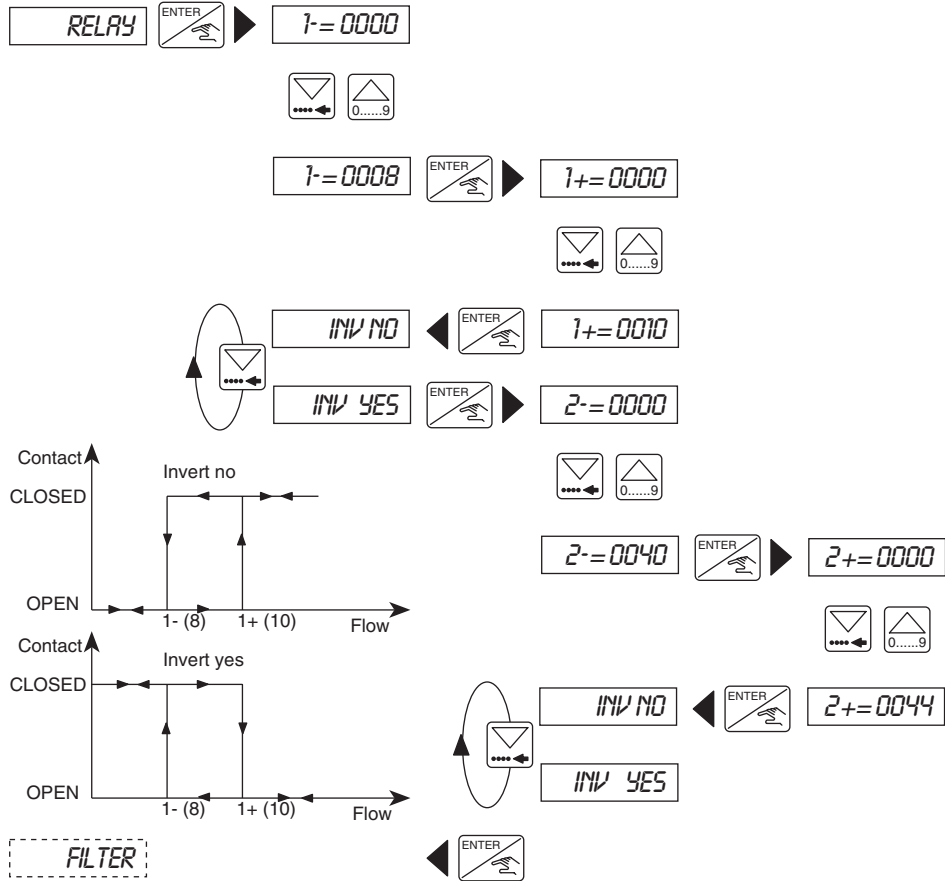 RELAY
ENTER
1-=0000
0......9
1-=0008
ENTER
1+=0000
0......9
INV NO
ENTER
1+=0010
INV YES
ENTER
2-=0000
0......9
Contact
Invert no
CLOSED
OPEN
1- (8)
1+ (10)
Flow
2-=0040
ENTER
2+=0000
0......9
Contact
Invert yes
CLOSED
OPEN
1- (8)
1+ (10)
Flow
INV NO
ENTER
2+=0044
INV YES
FILTER
ENTER